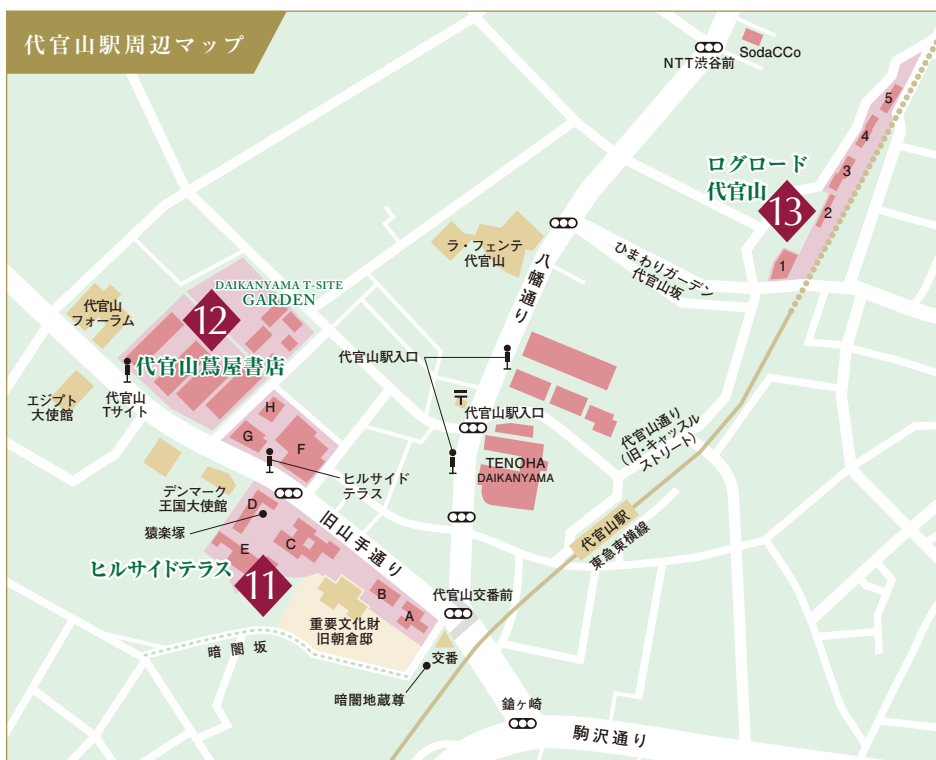 代官山駅周辺マップ
SodaCCo
NTT渋谷前
5
4
3
2
1
ログロード
代官山
13
ラ・フェンテ
代官山
八幡通り
ひまわりガーデン
代官山坂
DAIKANYAMA T-SITE
GARDEN
12
代官山蔦屋書店
代官山
フォーラム
代官山
Tサイト
エジプト
大使館
代官山駅入口
〒
代官山駅入口
代官山通り
(旧・キャッスル
ストリート)
TENOHA
DAIKANYAMA
H
G
F
ヒルサイド
テラス
デンマーク
王国大使館
猿楽塚
D
E
C
旧山手通り
代官山駅
東急東横線
ヒルサイドテラス
11
B
A
代官山交番前
重要文化財
旧朝倉邸
暗闇坂
交番
暗闇地蔵尊
鎗ヶ崎
駒沢通り